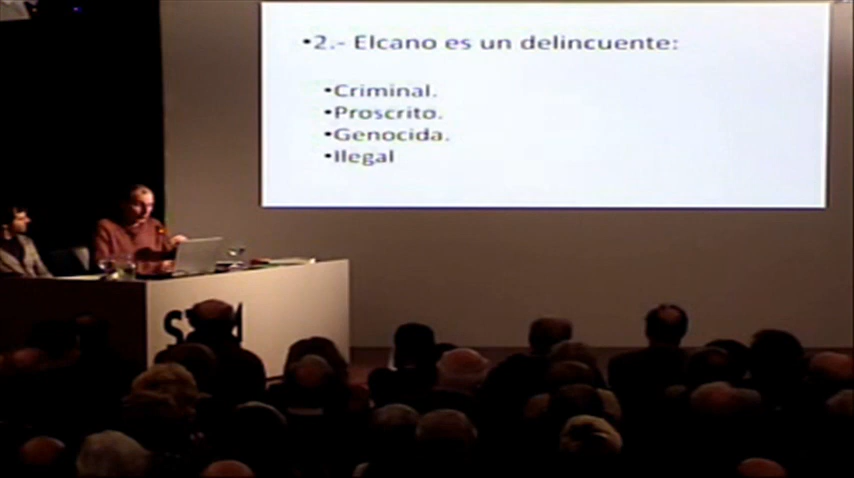 •2.- Elcano es un delincuente:
•Criminal.
•Proscrito.
•Genocida.
•Ilegal